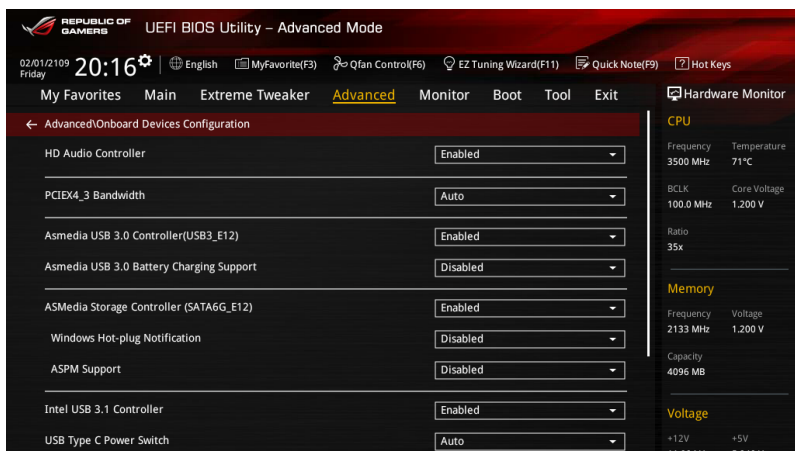 REPUBLIC OF
GAMERS
UEFI BIOS Utility – Advanced Mode
02/01/2109
Friday
20:16
English
MyFavorite(F3)
Qfan Control(F6)
EZ Tuning Wizard(F11)
Quick Note(F9)
? Hot Keys
My Favorites Main Extreme Tweaker Advanced Monitor Boot Tool Exit
Hardware Monitor
← Advanced\Onboard Devices Configuration
HD Audio Controller Enabled
PCIEX4_3 Bandwidth Auto
Asmedia USB 3.0 Controller(USB3_E12) Enabled
Asmedia USB 3.0 Battery Charging Support Disabled
ASMedia Storage Controller (SATA6G_E12) Enabled
Windows Hot-plug Notification Disabled
ASPM Support Disabled
Intel USB 3.1 Controller Enabled
USB Type C Power Switch Auto
CPU
Frequency Temperature
3500 MHz 71°C
BCLK Core Voltage
100.0 MHz 1.200 V
Ratio
35x
Memory
Frequency Voltage
2133 MHz 1.200 V
Capacity
4096 MB
Voltage
+12V +5V